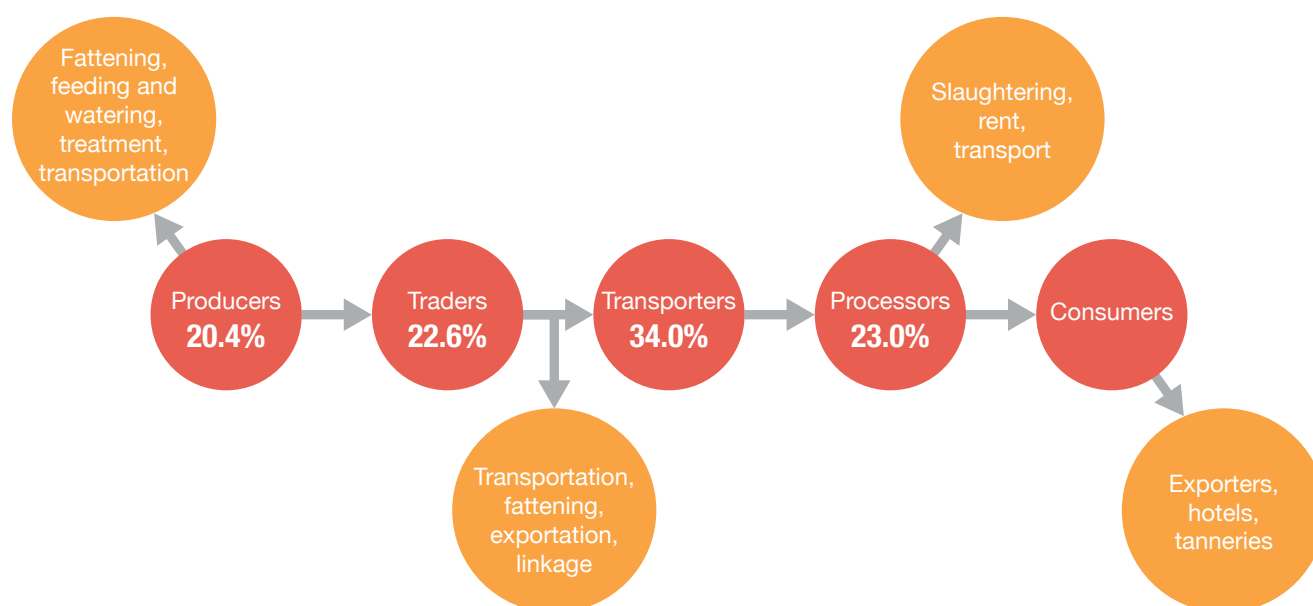 Fattening,
feeding and
watering,
treatment,
transportation
Slaughtering,
rent,
transport
Producers
20.4%
Traders
22.6%
Transporters
34.0%
Processors
23.0%
Consumers
Transportation,
fattening,
exportation,
linkage
Exporters,
hotels,
tanneries